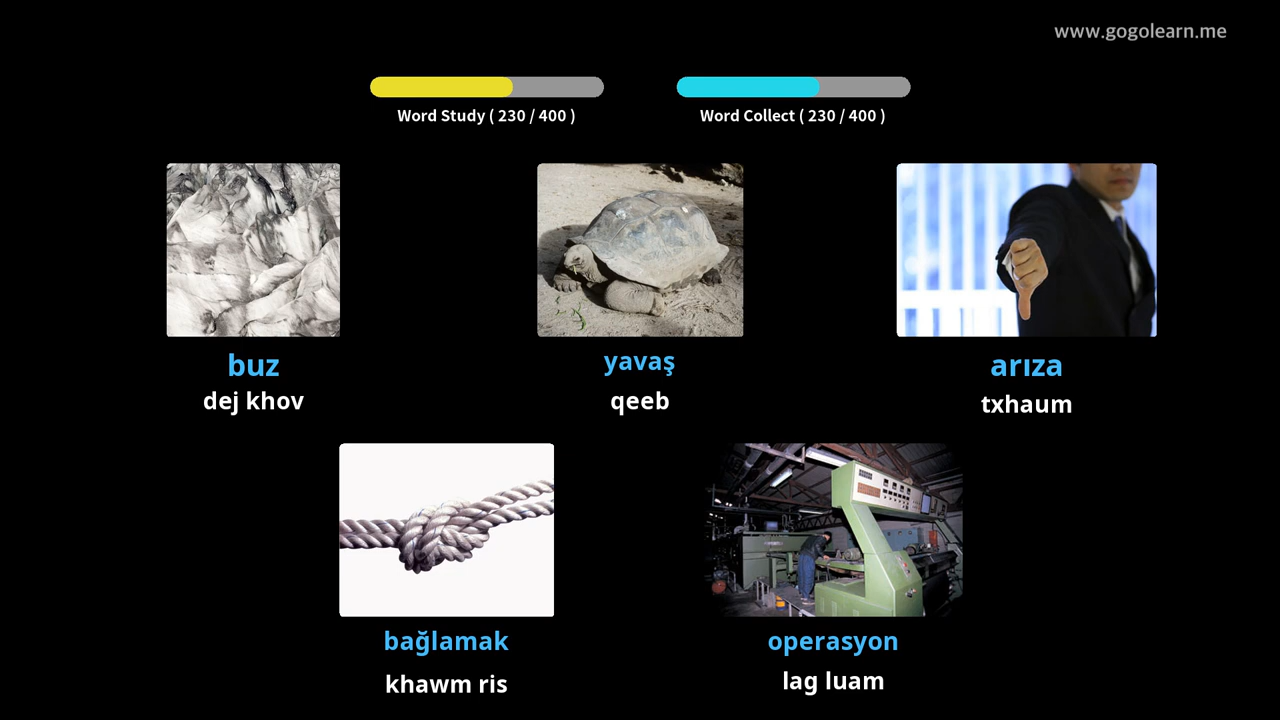 www.gogolearn.me
Word Study ( 230 / 400 )
Word Collect ( 230 / 400 )
buz
dej khov
yavaş
qeeb
arıza
txhaum
bağlamak
khawm ris
operasyon
lag luam